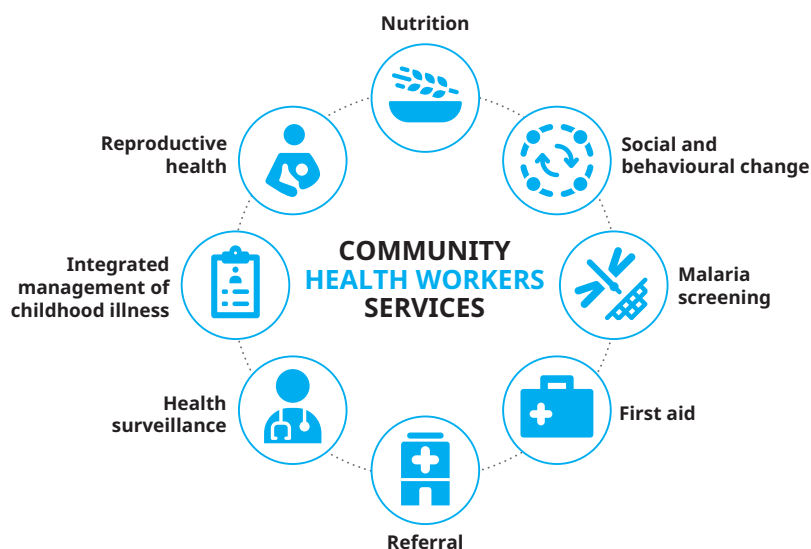 Nutrition
Social and
behavioural change
Malaria
screening
First aid
Referral
Health
surveillance
Integrated
management of
childhood illness
Reproductive
health
COMMUNITY
HEALTH WORKERS
SERVICES